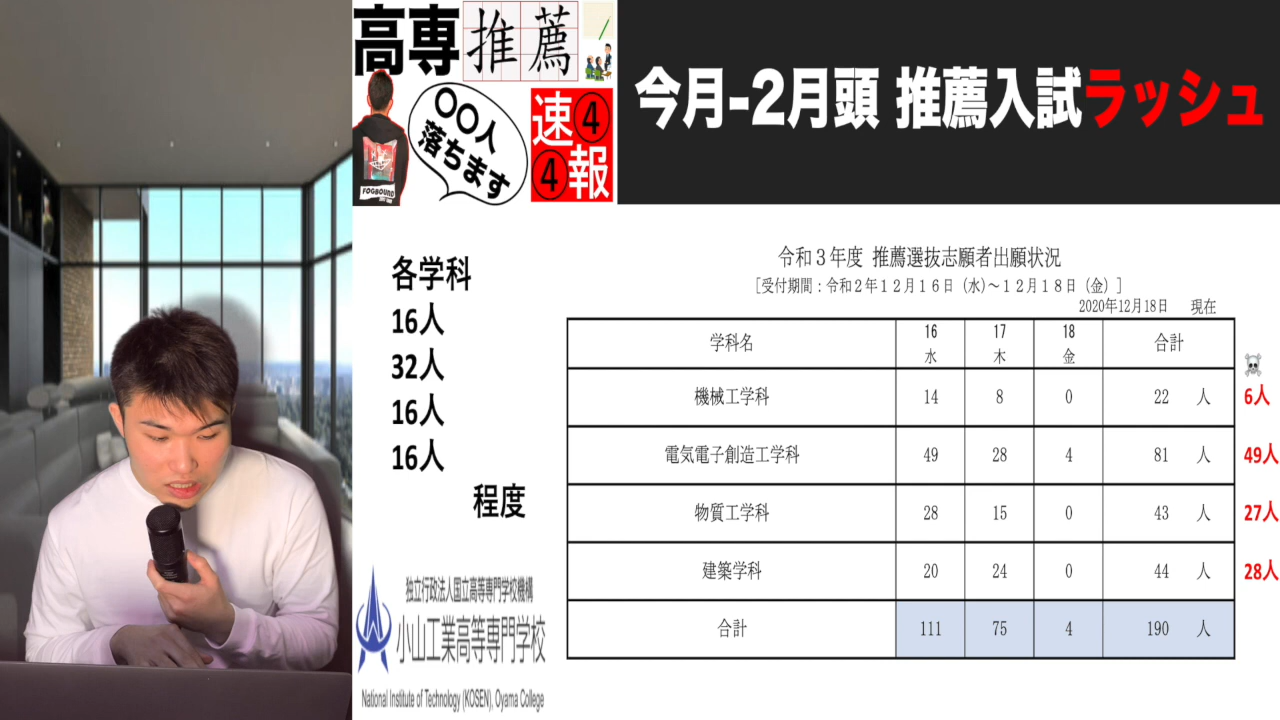 高専推薦
〇〇人
落ちます
速④
④報
FOGBOUND
今月-2月頭 推薦入試ラッシュ
各学科
16人
32人
16人
16人
程度
令和3年度 推薦選抜志願者出願状況
[受付期間：令和2年12月16日（水）～12月18日（金）]
2020年12月18日 現在
学科名 16 水 17 木 18 金 合計
機械工学科 14 8 0 22 人 6人
電気電子創造工学科 49 28 4 81 人 49人
物質工学科 28 15 0 43 人 27人
建築学科 20 24 0 44 人 28人
合計 111 75 4 190 人
独立行政法人国立高等専門学校機構
小山工業高等専門学校
National Institute of Technology (KOSEN), Oyama College